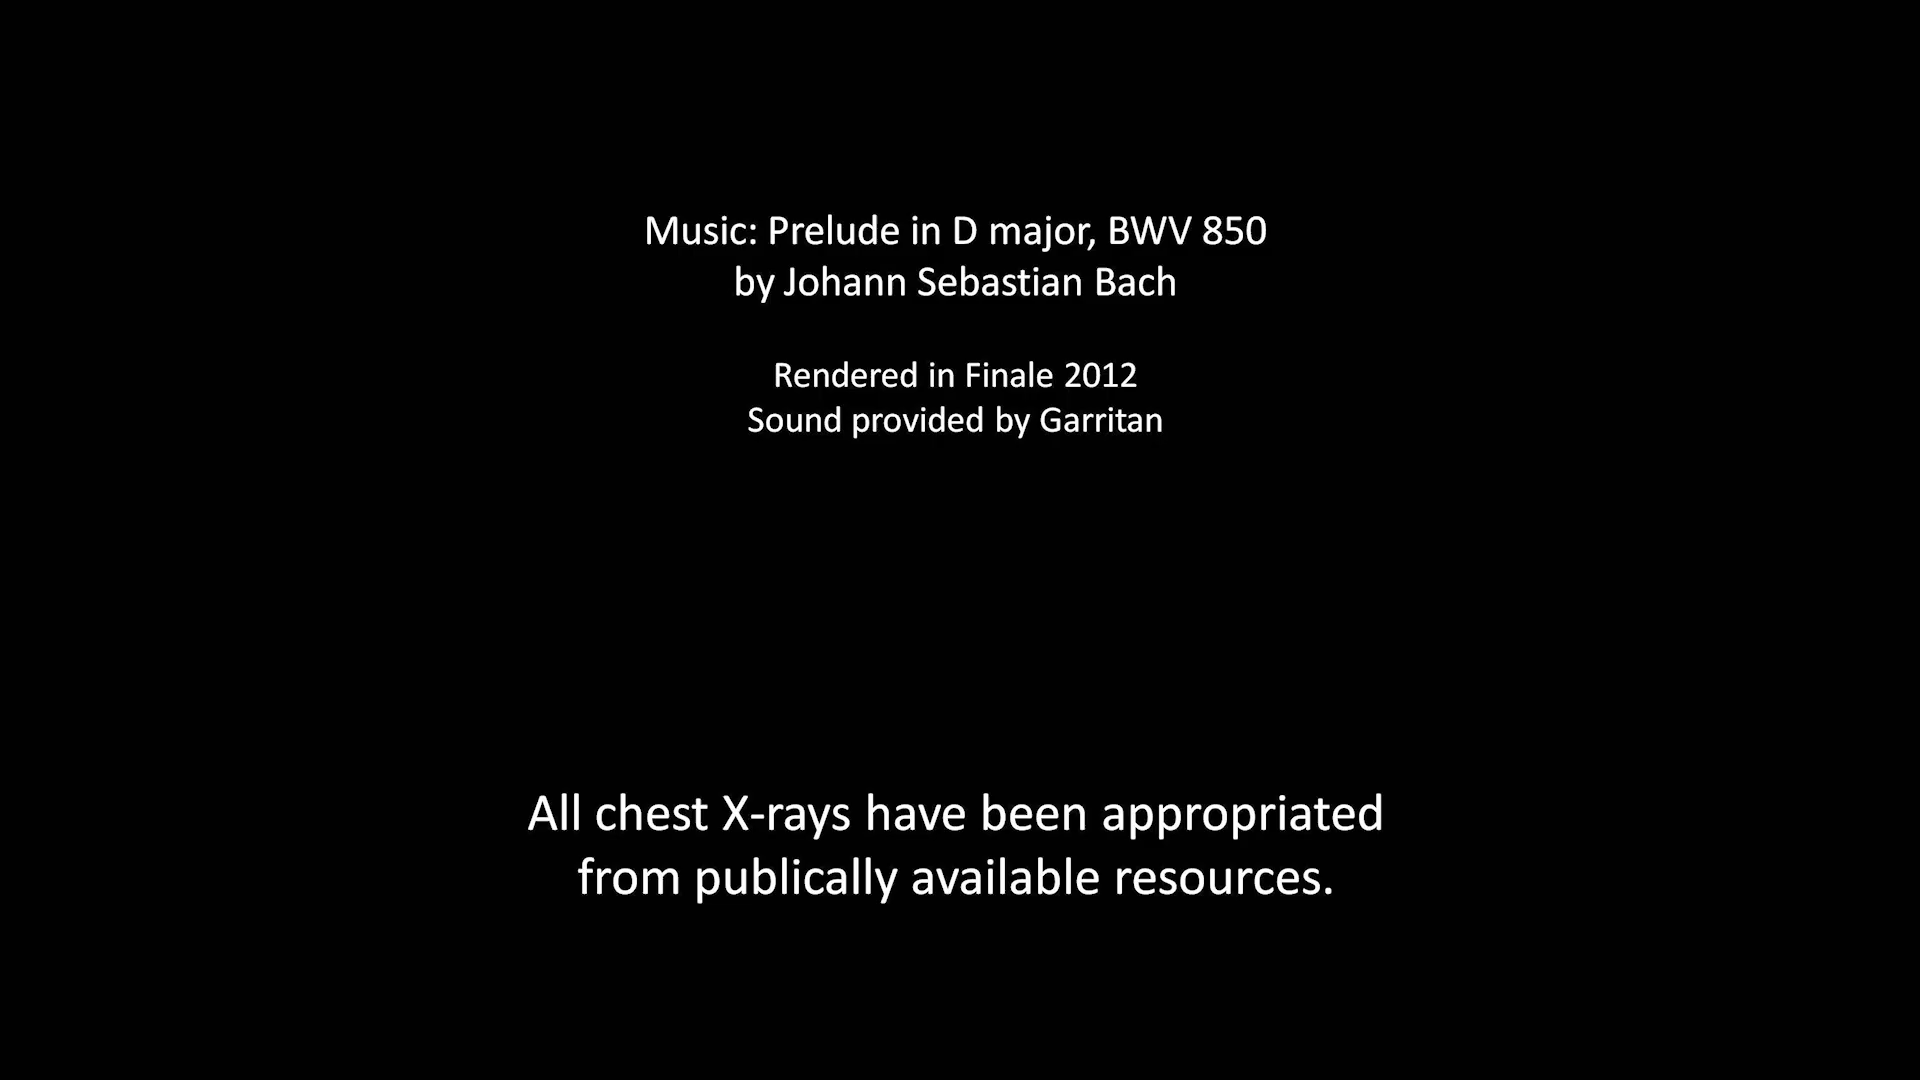 Music: Prelude in D major, BWV 850
by Johann Sebastian Bach
Rendered in Finale 2012
Sound provided by Garritan
All chest X-rays have been appropriated
from publically available resources.